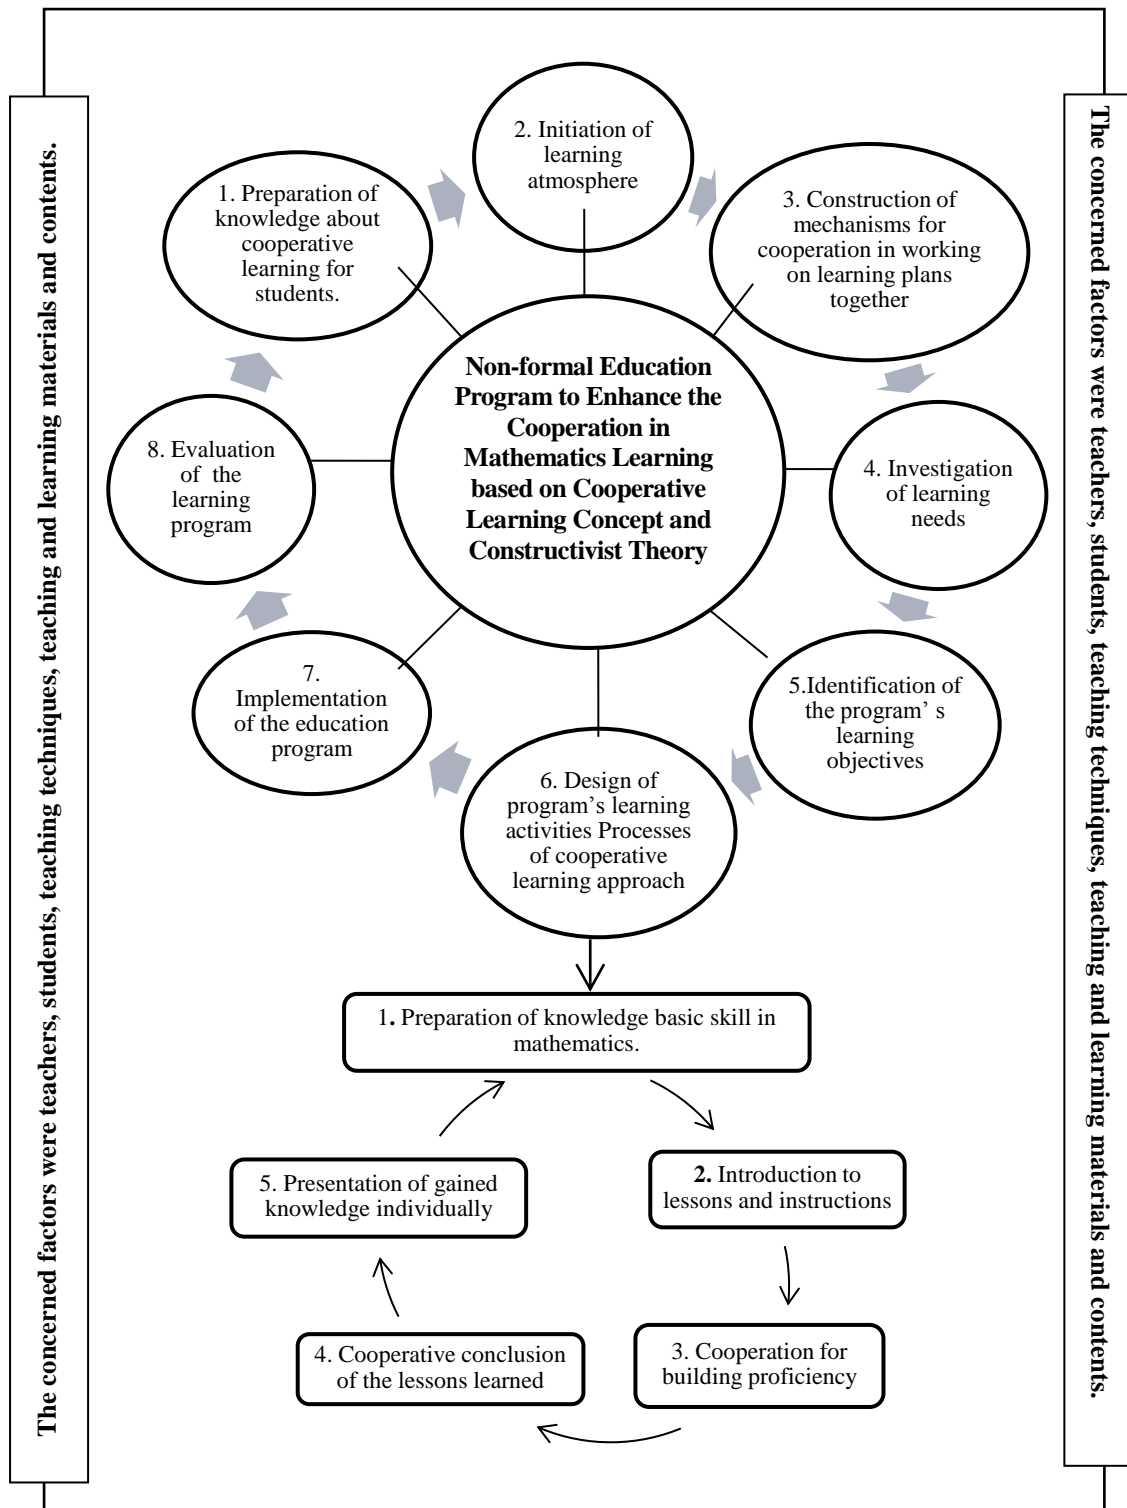 The concerned factors were teachers, students, teaching techniques, teaching and learning materials and contents.
2. Initiation of
learning
atmosphere
1. Preparation of
knowledge about
cooperative
learning for
students.
3. Construction of
mechanisms for
cooperation in working
on learning plans
together
Non-formal Education
Program to Enhance the
Cooperation in
Mathematics Learning
based on Cooperative
Learning Concept and
Constructivist Theory
8. Evaluation
of the
learning
program
4. Investigation
of learning
needs
7.
Implementation
of the education
program
5.Identification of
the program’ s
learning
objectives
6. Design of
program’s learning
activities Processes
of cooperative
learning approach
1. Preparation of knowledge basic skill in
mathematics.
5. Presentation of gained
knowledge individually
2. Introduction to
lessons and instructions
4. Cooperative conclusion
of the lessons learned
3. Cooperation for
building proficiency
The concerned factors were teachers, students, teaching techniques, teaching and learning materials and contents.